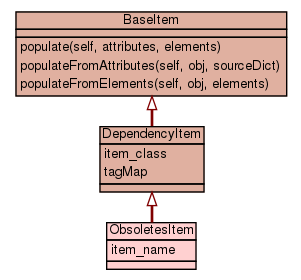 BaseItem
populate(self, attributes, elements)
populateFromAttributes(self, obj, sourceDict)
populateFromElements(self, obj, elements)
DependencyItem
item_class
tagMap
ObsoletesItem
item_name